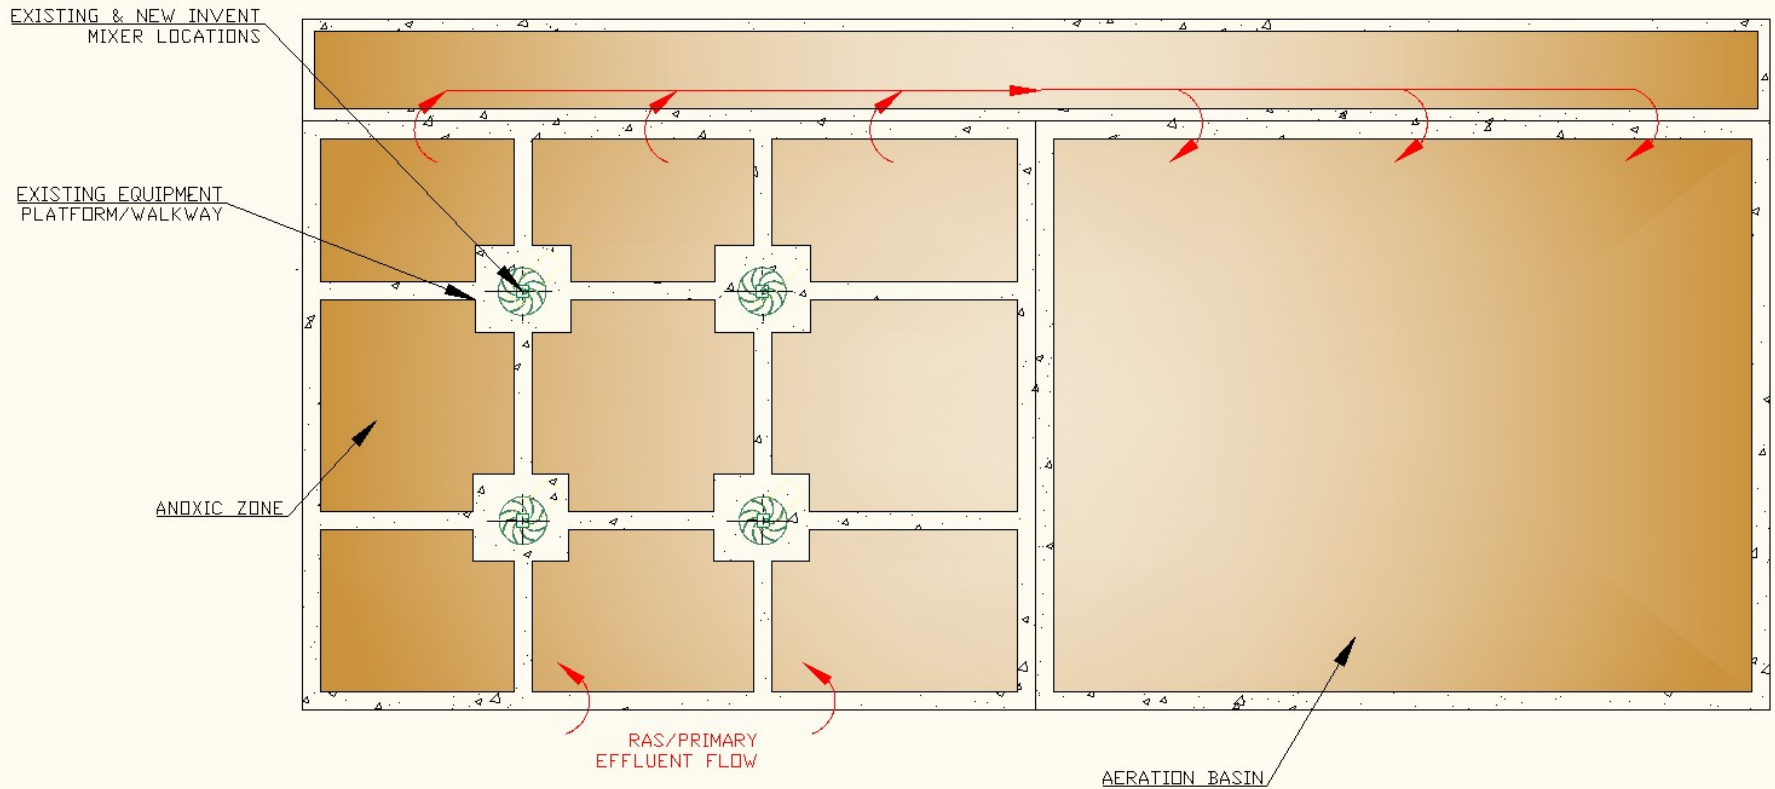 EXISTING & NEW INVENT
MIXER LOCATIONS
EXISTING EQUIPMENT
PLATFORM/WALKWAY
ANOXIC ZONE
RAS/PRIMARY
EFFLUENT FLOW
AERATION BASIN